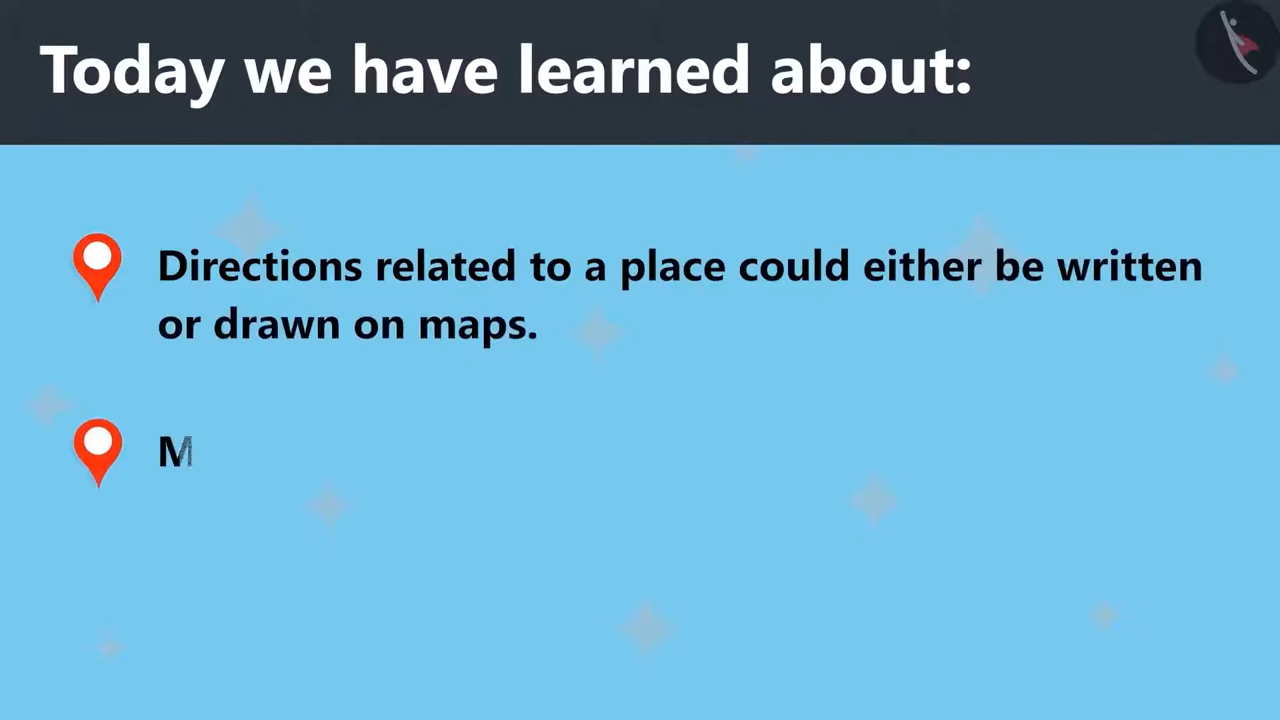 Today we have learned about:
Directions related to a place could either be written
or drawn on maps.
M